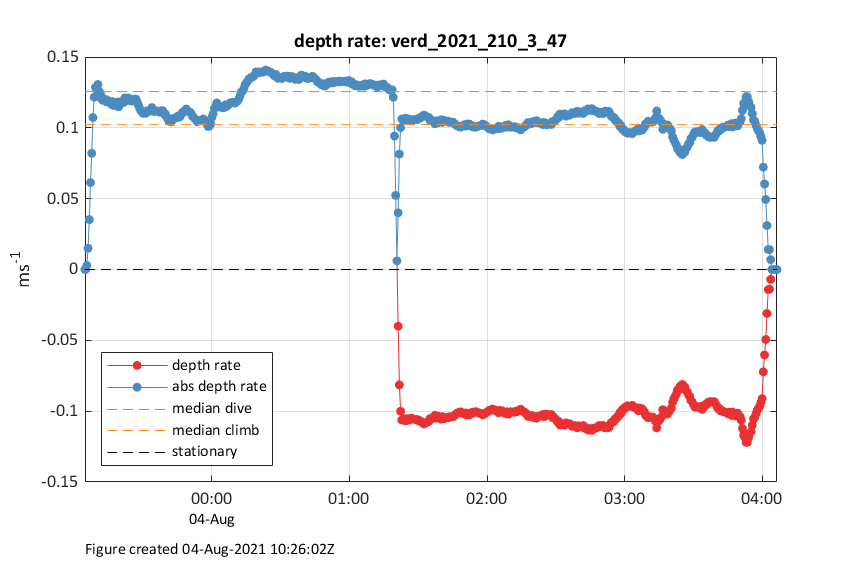 depth rate: verd_2021_210_3_47
0.15
0.1
0.05
0
-0.05
-0.1
-0.15
ms-1
depth rate
abs depth rate
median dive
median climb
stationary
00:00 01:00 02:00 03:00 04:00
04-Aug
Figure created 04-Aug-2021 10:26:02Z